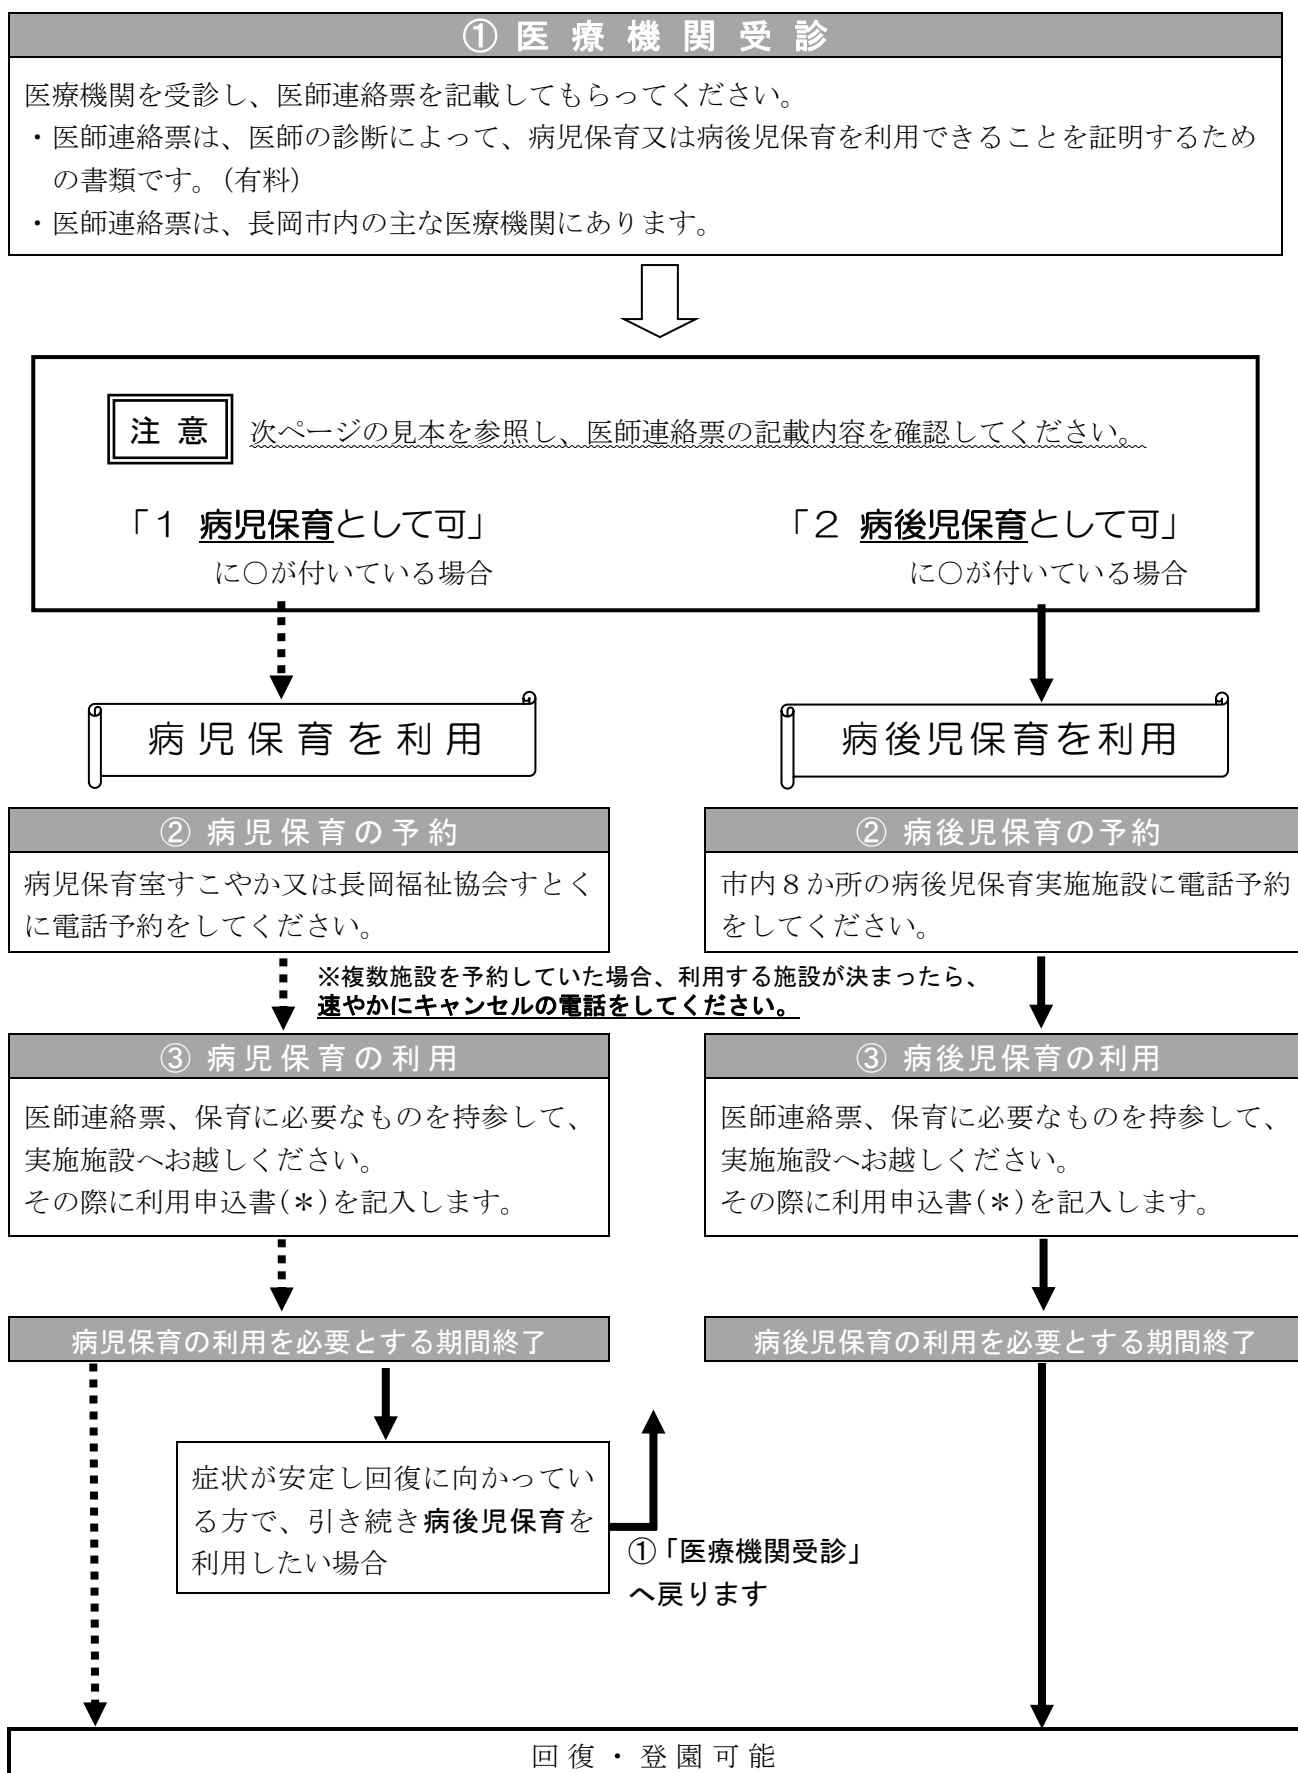 ① 医 療 機 関 受 診
医療機関を受診し、医師連絡票を記載してもらってください。
・医師連絡票は、医師の診断によって、病児保育又は病後児保育を利用できることを証明するため
の書類です。(有料)
・医師連絡票は、長岡市内の主な医療機関にあります。
注 意
次ページの見本を参照し、医師連絡票の記載内容を確認してください。
「1 病児保育として可」
に○が付いている場合
「2 病後児保育として可」
に○が付いている場合
病児保育を利用
病後児保育を利用
② 病児保育の予約
病児保育室すこやか又は長岡福祉協会すとく
に電話予約をしてください。
② 病後児保育の予約
市内8か所の病後児保育実施施設に電話予約
をしてください。
※複数施設を予約していた場合、利用する施設が決まったら、
速やかにキャンセルの電話をしてください。
③ 病児保育の利用
医師連絡票、保育に必要なものを持参して、
実施施設へお越しください。
その際に利用申込書(*)を記入します。
③ 病後児保育の利用
医師連絡票、保育に必要なものを持参して、
実施施設へお越しください。
その際に利用申込書(*)を記入します。
病児保育の利用を必要とする期間終了
病後児保育の利用を必要とする期間終了
症状が安定し回復に向かってい
る方で、引き続き病後児保育を
利用したい場合
①「医療機関受診」
へ戻ります
回復・登園可能